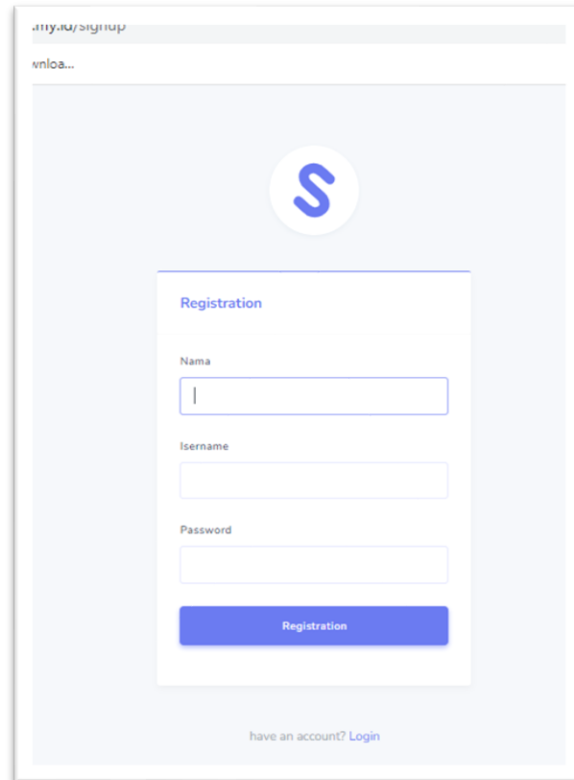 .my.id/signup
wnloa...
Registration
Nama
Isername
Password
Registration
have an account? Login